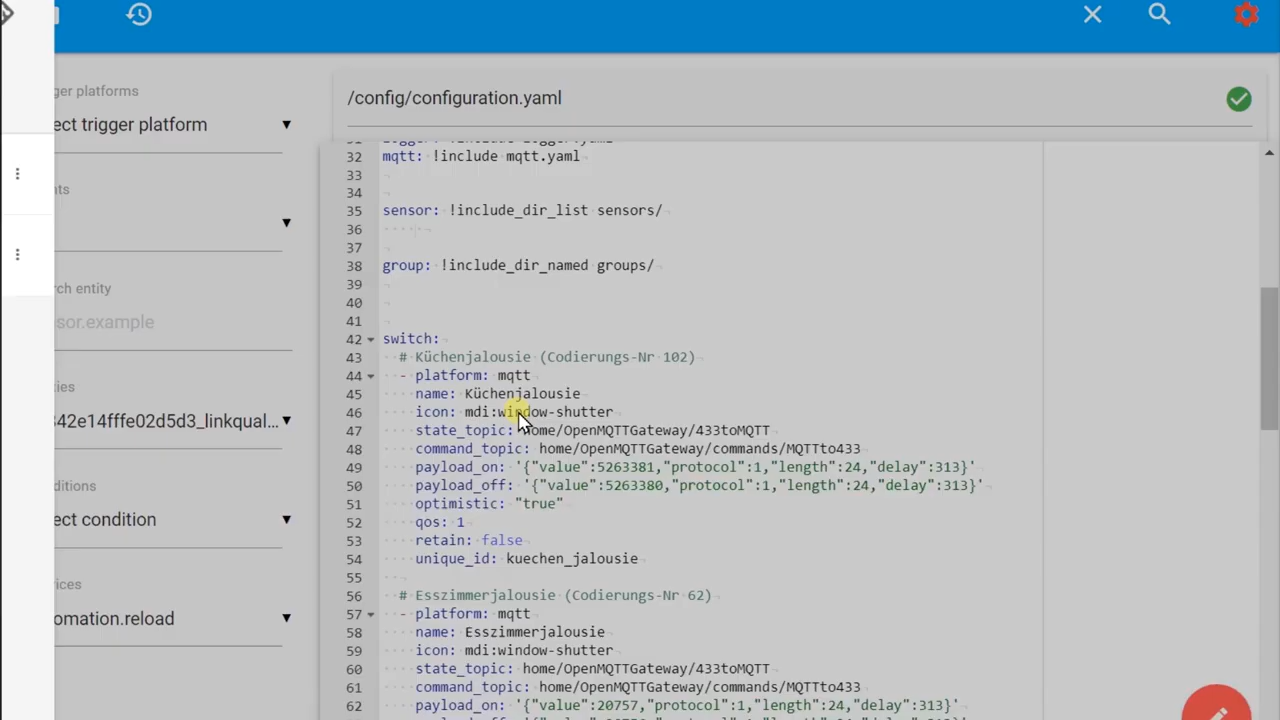 /config/configuration.yaml
ger platforms
ect trigger platform
nts
rch entity
sor.example
ies
342e14fffe02d5d3_linkqual...
ditions
ect condition
ices
omation.reload
32 mqtt: !include mqtt.yaml
33
34
35 sensor: !include_dir_list sensors/
36
37
38 group: !include_dir_named groups/
39
40
41
42 switch:
43 # Küchenjalousie (Codierungs-Nr 102)
44 - platform: mqtt
45 name: Küchenjalousie
46 icon: mdi:window-shutter
47 state_topic: home/OpenMQTTGateway/433toMQTT
48 command_topic: home/OpenMQTTGateway/commands/MQTTto433
49 payload_on: '{"value":5263381,"protocol":1,"length":24,"delay":313}'
50 payload_off: '{"value":5263380,"protocol":1,"length":24,"delay":313}'
51 optimistic: "true"
52 qos: 1
53 retain: false
54 unique_id: kuechen_jalousie
55
56 # Esszimmerjalousie (Codierungs-Nr 62)
57 - platform: mqtt
58 name: Esszimmerjalousie
59 icon: mdi:window-shutter
60 state_topic: home/OpenMQTTGateway/433toMQTT
61 command_topic: home/OpenMQTTGateway/commands/MQTTto433
payload_on: '{"value":20757,"protocol":1,"length":24,"delay":313}'